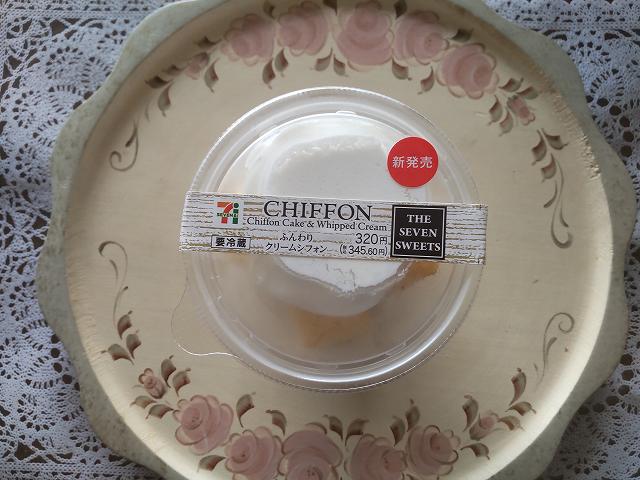 新発売
7
SEVEN
CHIFFON
Chiffon Cake & Whipped Cream
要冷蔵
ふんわり
クリームシフォン
320円
(税込345.60円)
THE
SEVEN
SWEETS